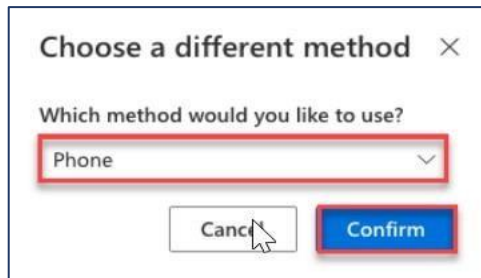 Choose a different method
Which method would you like to use?
Phone
Cancel Confirm